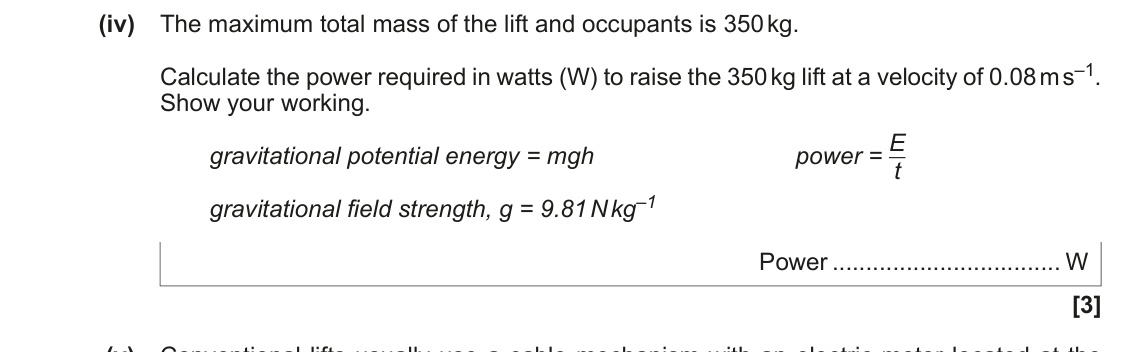 (iv) The maximum total mass of the lift and occupants is 350 kg.
Calculate the power required in watts (W) to raise the 350 kg lift at a velocity of 0.08 m s⁻¹.
Show your working.
gravitational potential energy = mgh power = E/t
gravitational field strength, g = 9.81 N kg⁻¹
Power .................................. W
[3]